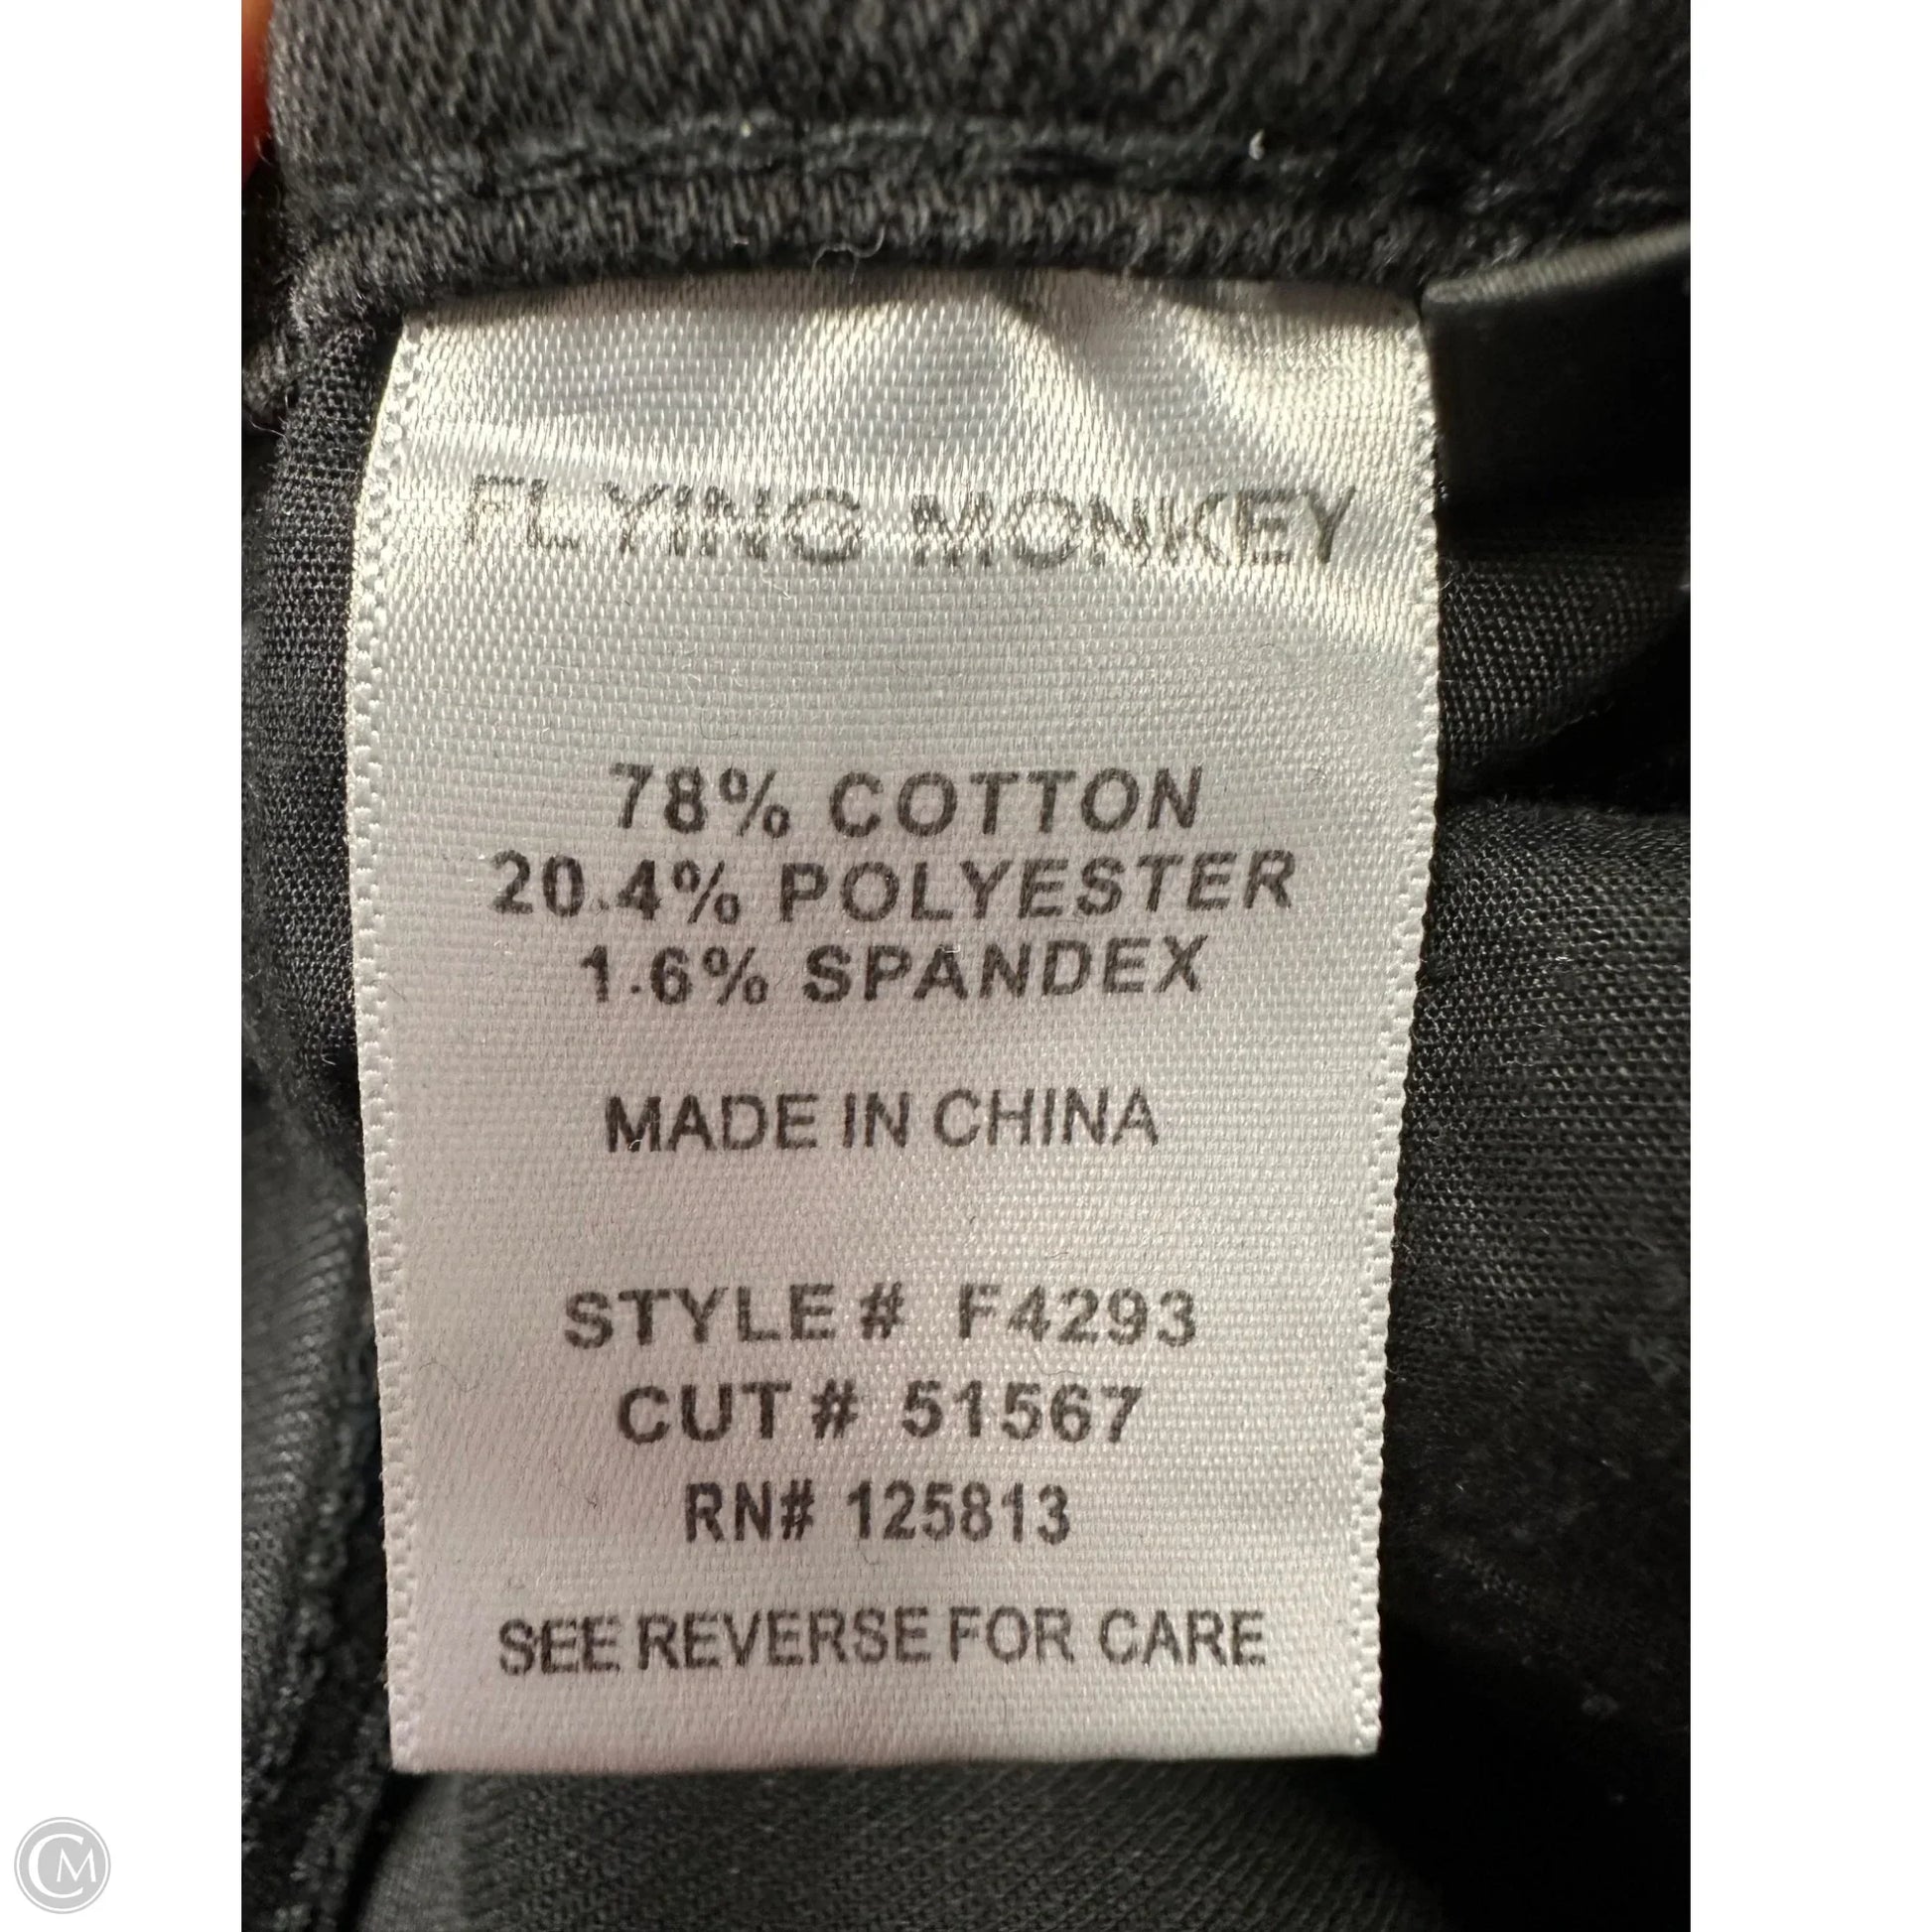 FLYING MONKEY
78% COTTON
20.4% POLYESTER
1.6% SPANDEX
MADE IN CHINA
STYLE # F4293
CUT # 51567
RN# 125813
SEE REVERSE FOR CARE
CM